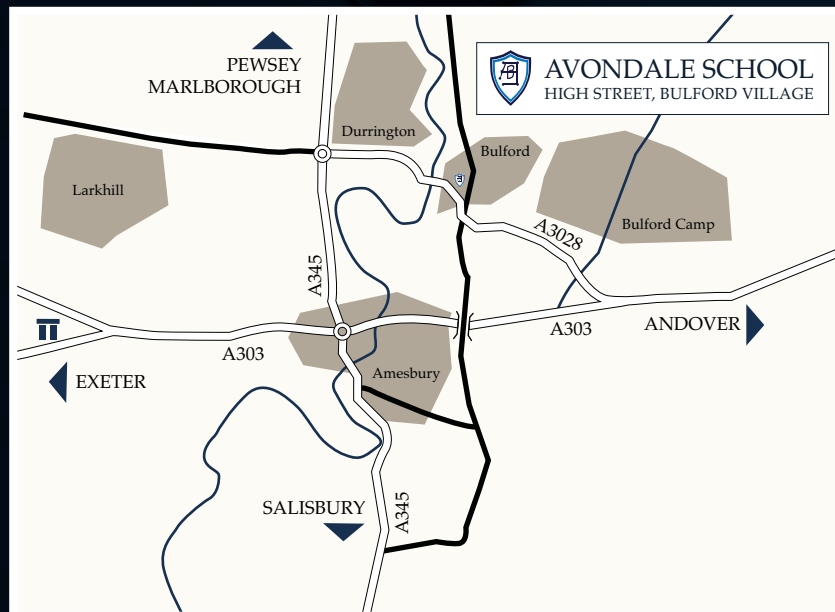 PEWSEY
MARLBOROUGH
AVONDALE SCHOOL
HIGH STREET, BULFORD VILLAGE
Durrington
Bulford
Larkhill
Bulford Camp
A3028
A345
A303
ANDOVER
A303
EXETER
Amesbury
SALISBURY
A345